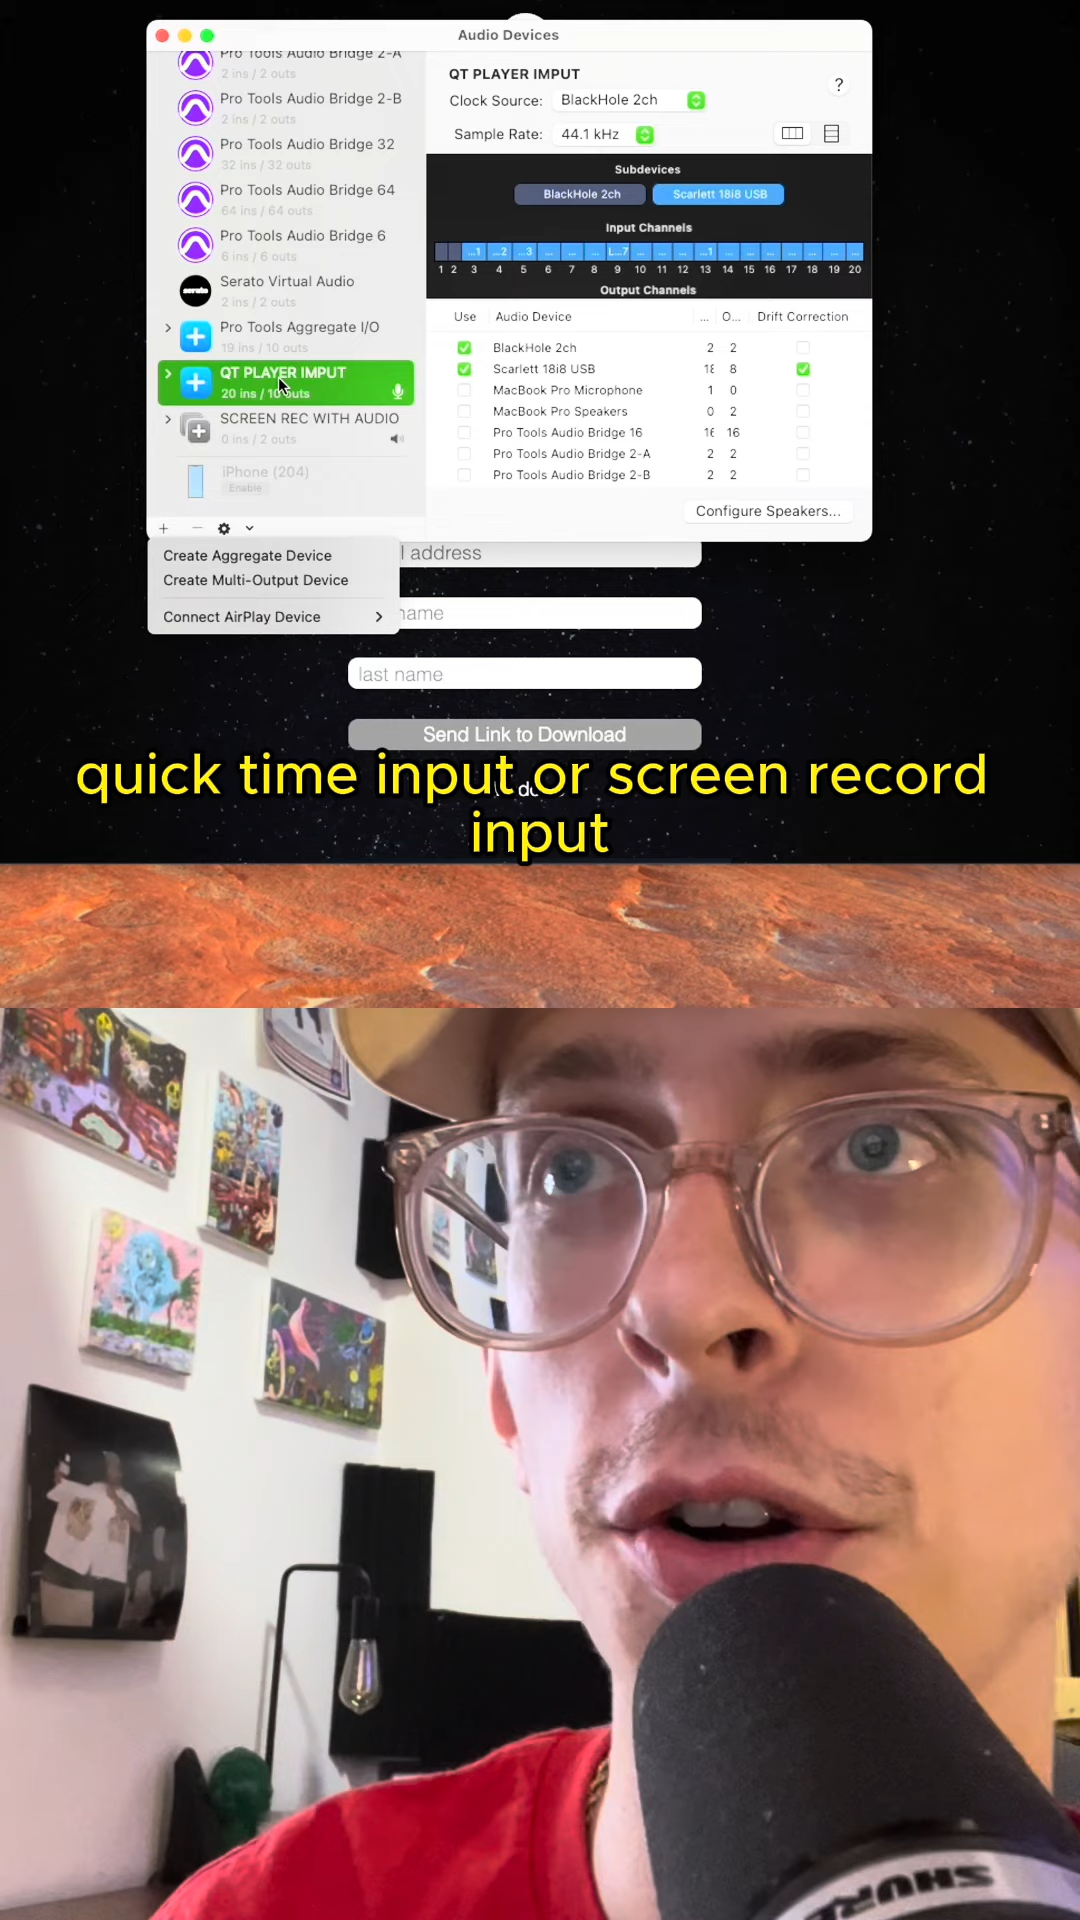 Audio Devices
Pro Tools Audio Bridge 2-A
2 ins / 2 outs
Pro Tools Audio Bridge 2-B
2 ins / 2 outs
Pro Tools Audio Bridge 32
32 ins / 32 outs
Pro Tools Audio Bridge 64
64 ins / 64 outs
Pro Tools Audio Bridge 6
6 ins / 6 outs
serato
Serato Virtual Audio
2 ins / 2 outs
Pro Tools Aggregate I/O
19 ins / 10 outs
QT PLAYER IMPUT
20 ins / 10 outs
SCREEN REC WITH AUDIO
0 ins / 2 outs
iPhone (204)
Enable
QT PLAYER IMPUT
?
Clock Source: BlackHole 2ch
Sample Rate: 44.1 kHz
Subdevices
BlackHole 2ch Scarlett 18i8 USB
Input Channels
...1 ...2 ...3 ... ... ... L...7 ... ... ... ...1 ... ... ... ... ... ... ...
1 2 3 4 5 6 7 8 9 10 11 12 13 14 15 16 17 18 19 20
Output Channels
Use Audio Device ... O... Drift Correction
BlackHole 2ch 2 2
Scarlett 18i8 USB 18 8
MacBook Pro Microphone 1 0
MacBook Pro Speakers 0 2
Pro Tools Audio Bridge 16 16 16
Pro Tools Audio Bridge 2-A 2 2
Pro Tools Audio Bridge 2-B 2 2
Configure Speakers...
Create Aggregate Device
Create Multi-Output Device
Connect AirPlay Device
address
name
last name
Send Link to Download
quick time input or screen record
input
SHURE